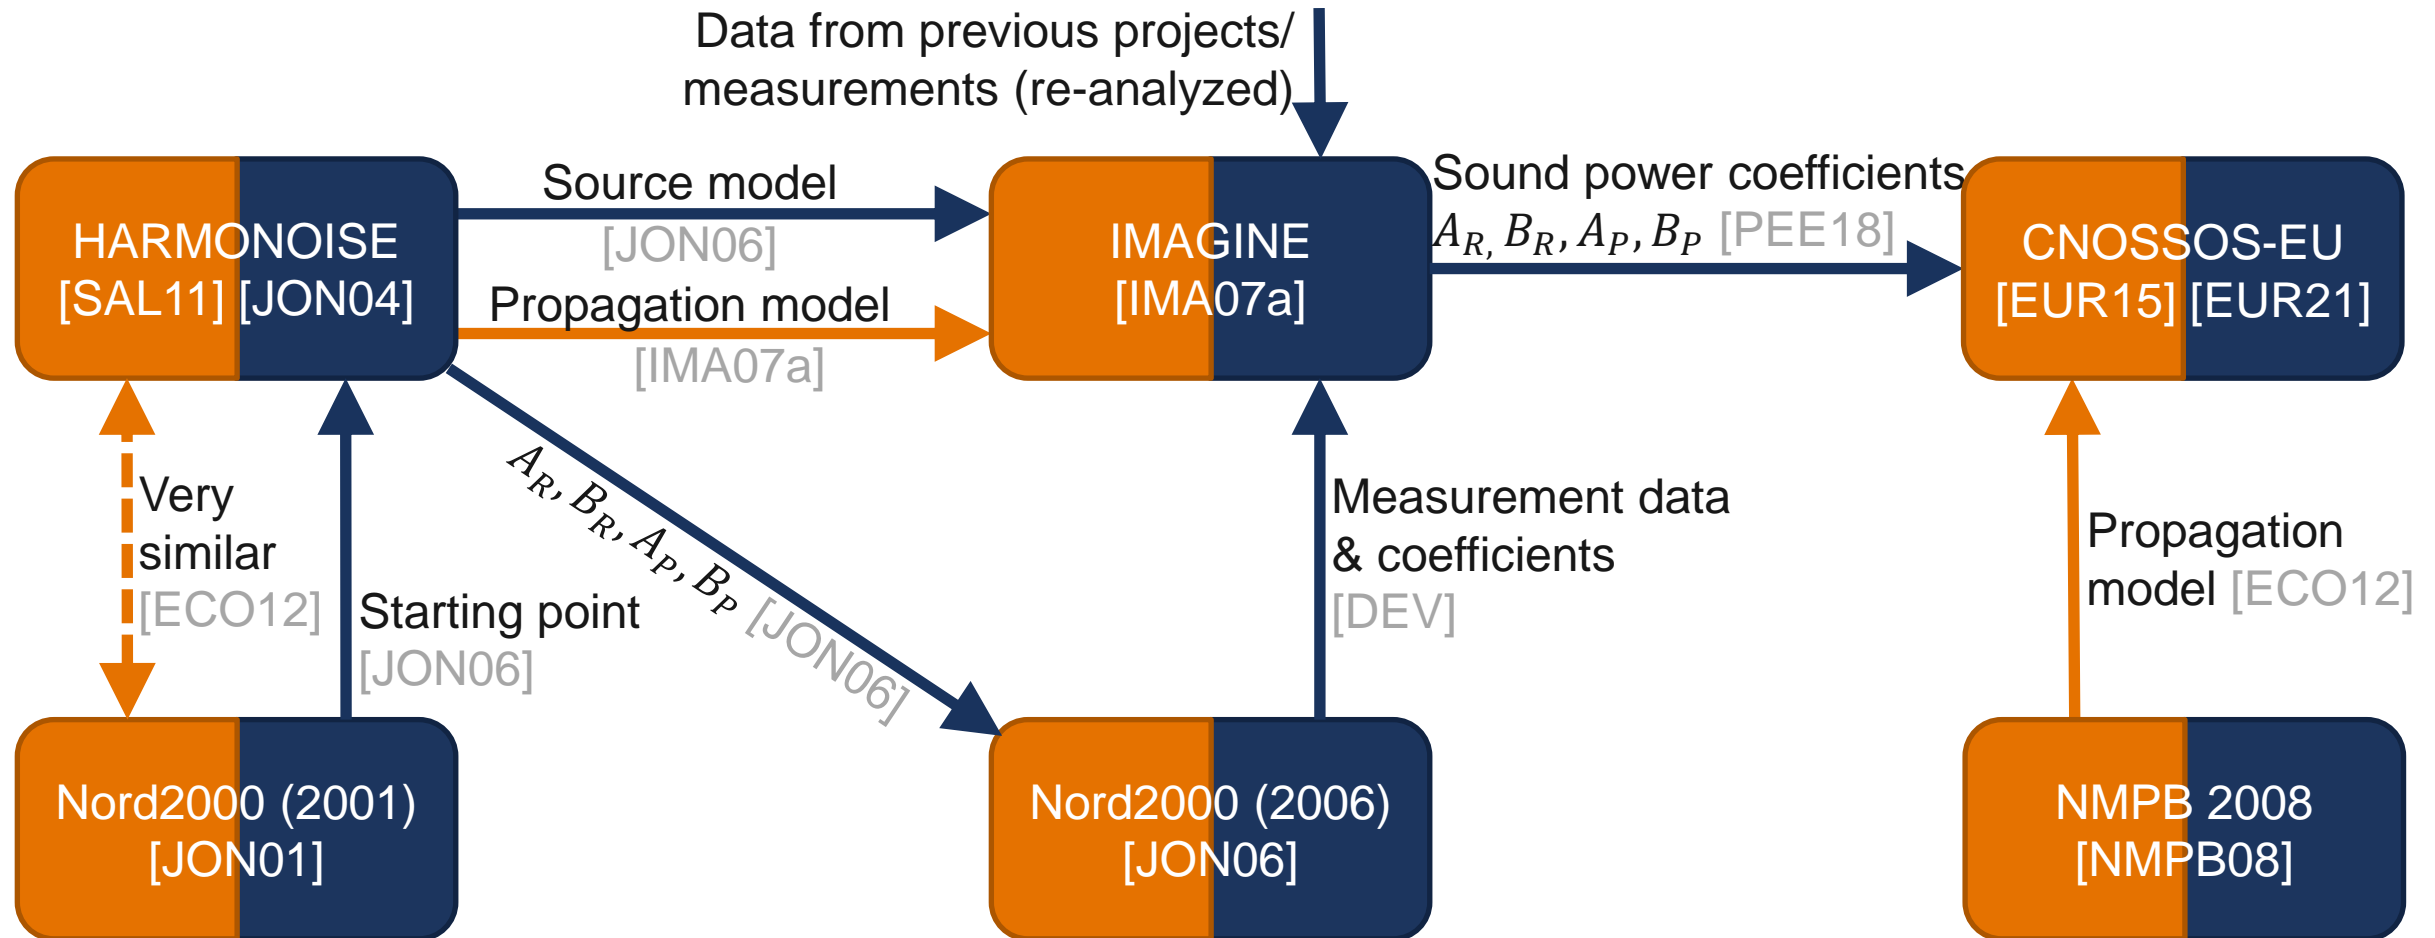 Data from previous projects/
measurements (re-analyzed)
HARMONOISE
[SAL11] [JON04]
Source model
[JON06]
Propagation model
[IMA07a]
IMAGINE
[IMA07a]
Sound power coefficients
A_R, B_R, A_P, B_P [PEE18]
CNOSSOS-EU
[EUR15] [EUR21]
Very
similar
[ECO12]
Starting point
[JON06]
A_R, B_R, A_P, B_P [JON06]
Measurement data
& coefficients
[DEV]
Propagation
model [ECO12]
Nord2000 (2001)
[JON01]
Nord2000 (2006)
[JON06]
NMPB 2008
[NMPB08]